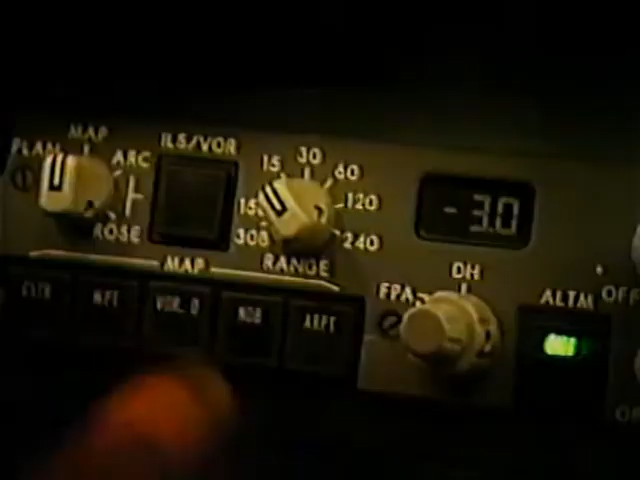 PLAN MAP ARC ROSE
ILS/VOR
15 30 60 120 240
RANGE
MAP
-3.0
DH
FPA
ALTM
OFF
WPT VOR.D NDB ARPT